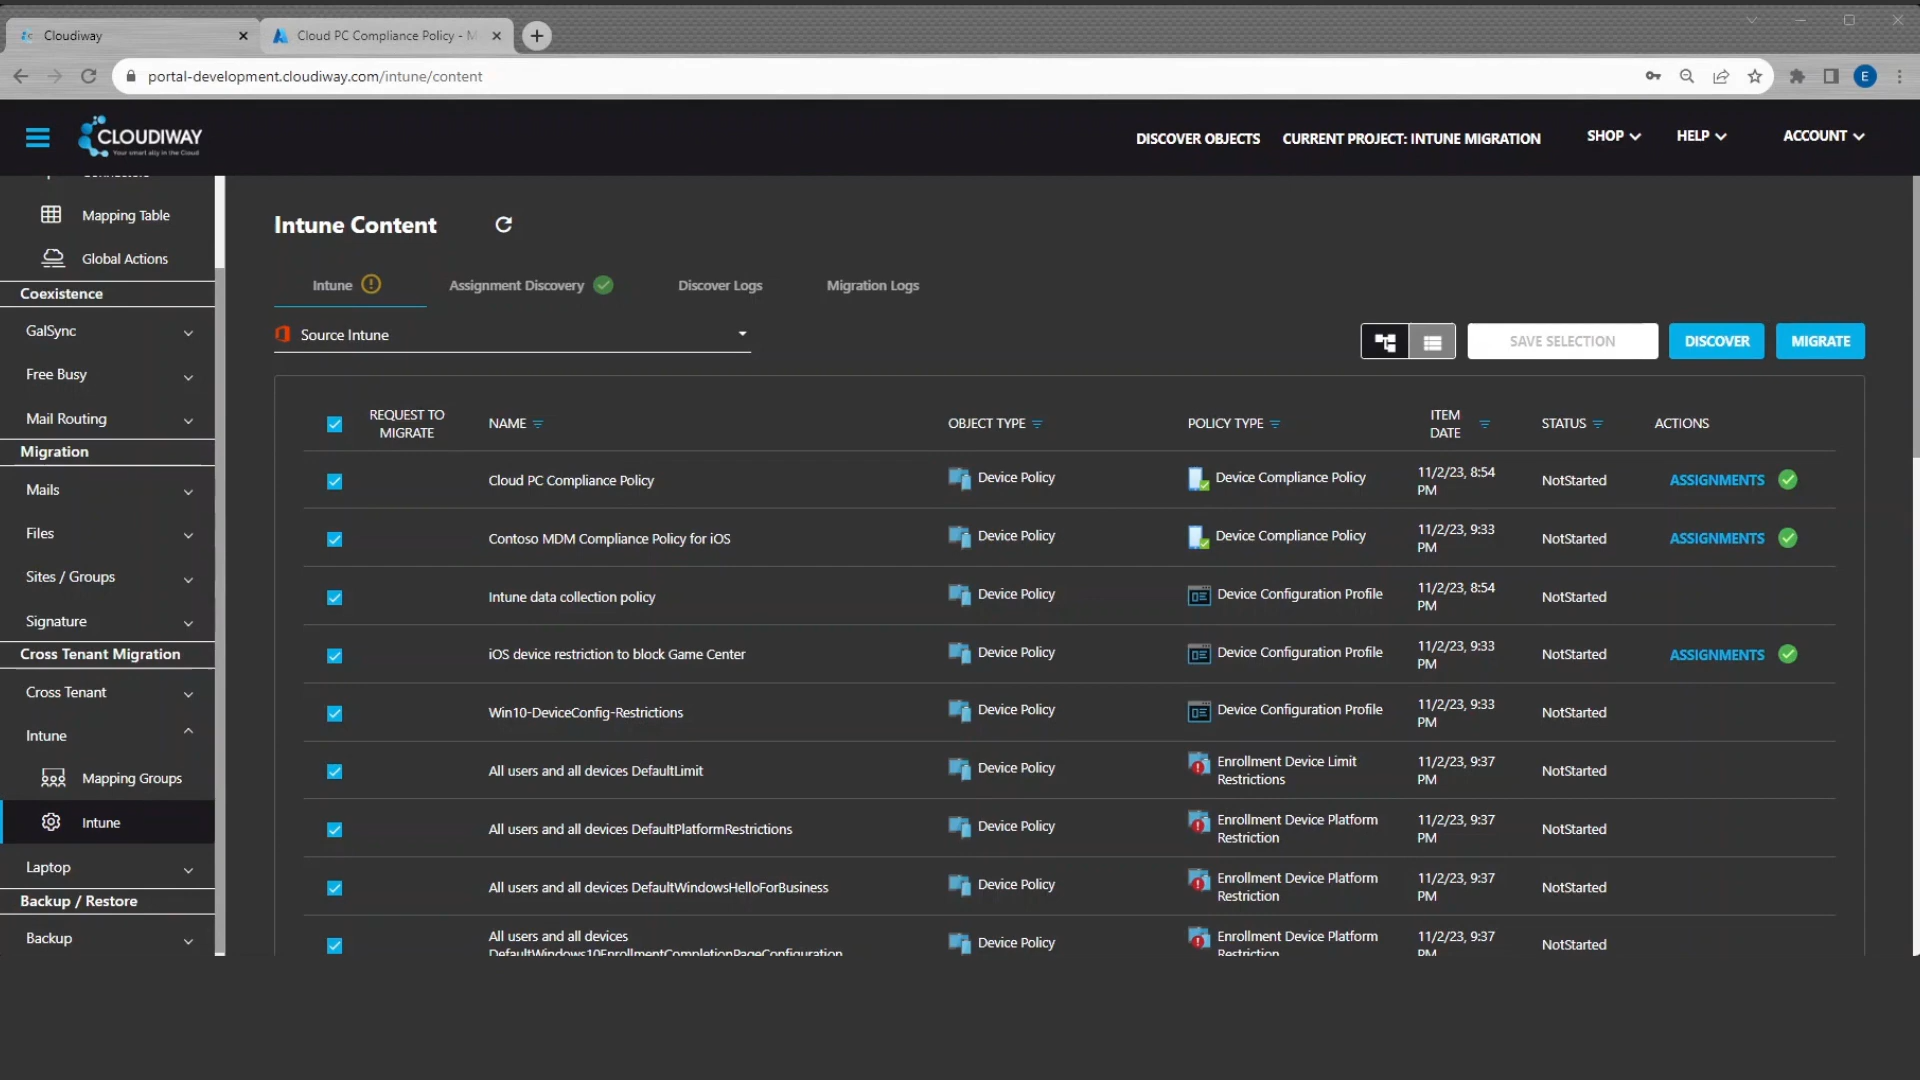 Cloudiway
Cloud PC Compliance Policy - M
portal-development.cloudiway.com/intune/content
E
CLOUDIWAY
Your smart ally in the Cloud
DISCOVER OBJECTS
CURRENT PROJECT: INTUNE MIGRATION
SHOP
HELP
ACCOUNT
Connectors
Mapping Table
Global Actions
Coexistence
GalSync
Free Busy
Mail Routing
Migration
Mails
Files
Sites / Groups
Signature
Cross Tenant Migration
Cross Tenant
Intune
Mapping Groups
Intune
Laptop
Backup / Restore
Backup
Intune Content
Intune
Assignment Discovery
Discover Logs
Migration Logs
Source Intune
SAVE SELECTION
DISCOVER
MIGRATE
REQUEST TO
MIGRATE
NAME
OBJECT TYPE
POLICY TYPE
ITEM
DATE
STATUS
ACTIONS
Cloud PC Compliance Policy
Device Policy
Device Compliance Policy
11/2/23, 8:54
PM
NotStarted
ASSIGNMENTS
Contoso MDM Compliance Policy for iOS
Device Policy
Device Compliance Policy
11/2/23, 9:33
PM
NotStarted
ASSIGNMENTS
Intune data collection policy
Device Policy
Device Configuration Profile
11/2/23, 8:54
PM
NotStarted
iOS device restriction to block Game Center
Device Policy
Device Configuration Profile
11/2/23, 9:33
PM
NotStarted
ASSIGNMENTS
Win10-DeviceConfig-Restrictions
Device Policy
Device Configuration Profile
11/2/23, 9:33
PM
NotStarted
All users and all devices DefaultLimit
Device Policy
Enrollment Device Limit
Restrictions
11/2/23, 9:37
PM
NotStarted
All users and all devices DefaultPlatformRestrictions
Device Policy
Enrollment Device Platform
Restriction
11/2/23, 9:37
PM
NotStarted
All users and all devices DefaultWindowsHelloForBusiness
Device Policy
Enrollment Device Platform
Restriction
11/2/23, 9:37
PM
NotStarted
All users and all devices
DefaultWindows10EnrollmentCompletionPageConfiguration
Device Policy
Enrollment Device Platform
Restriction
11/2/23, 9:37
PM
NotStarted